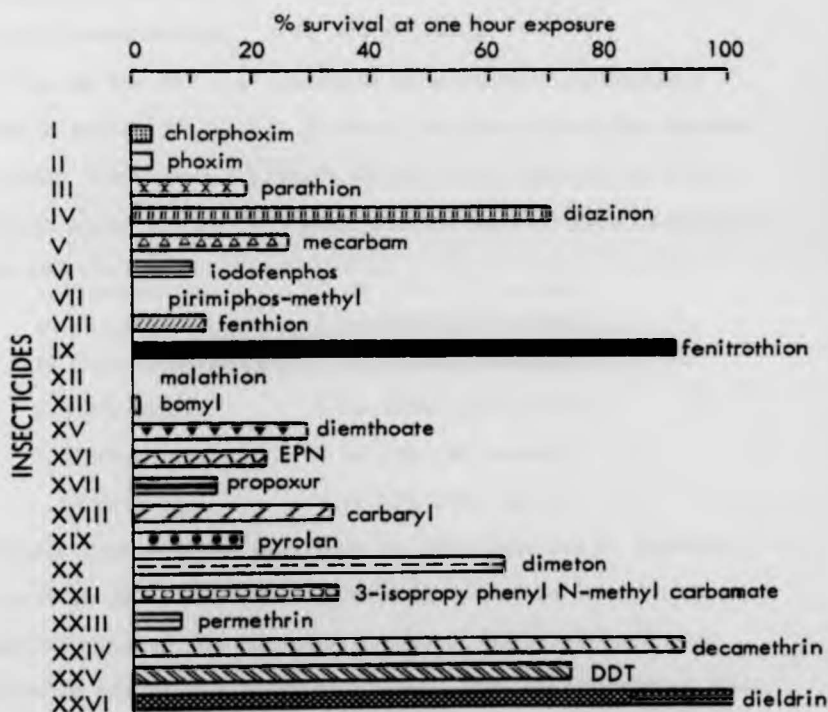 % survival at one hour exposure
0 20 40 60 80 100
INSECTICIDES
I chlorphoxim
II phoxim
III parathion
IV diazinon
V mecarbam
VI iodofenphos
VII pirimiphos-methyl
VIII fenthion
IX fenitrothion
XII malathion
XIII bomyl
XV diemthoate
XVI EPN
XVII propoxur
XVIII carbaryl
XIX pyrolan
XX dimeton
XXII 3-isopropy phenyl N-methyl carbamate
XXIII permethrin
XXIV decamethrin
XXV DDT
XXVI dieldrin